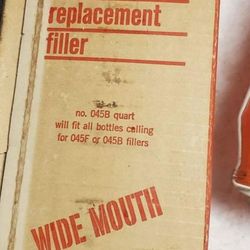 replacement
filler
no. 045B quart
will fit all bottles calling
for 045F or 045B fillers
WIDE MOUTH